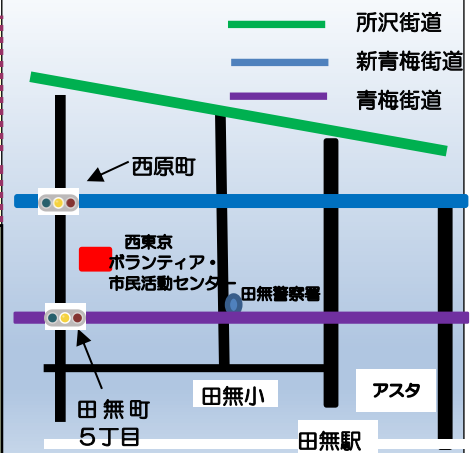 所沢街道
新青梅街道
青梅街道
西原町
西東京
ボランティア・
市民活動センター
田無警察署
田無小
アスタ
田無町
5丁目
田無駅